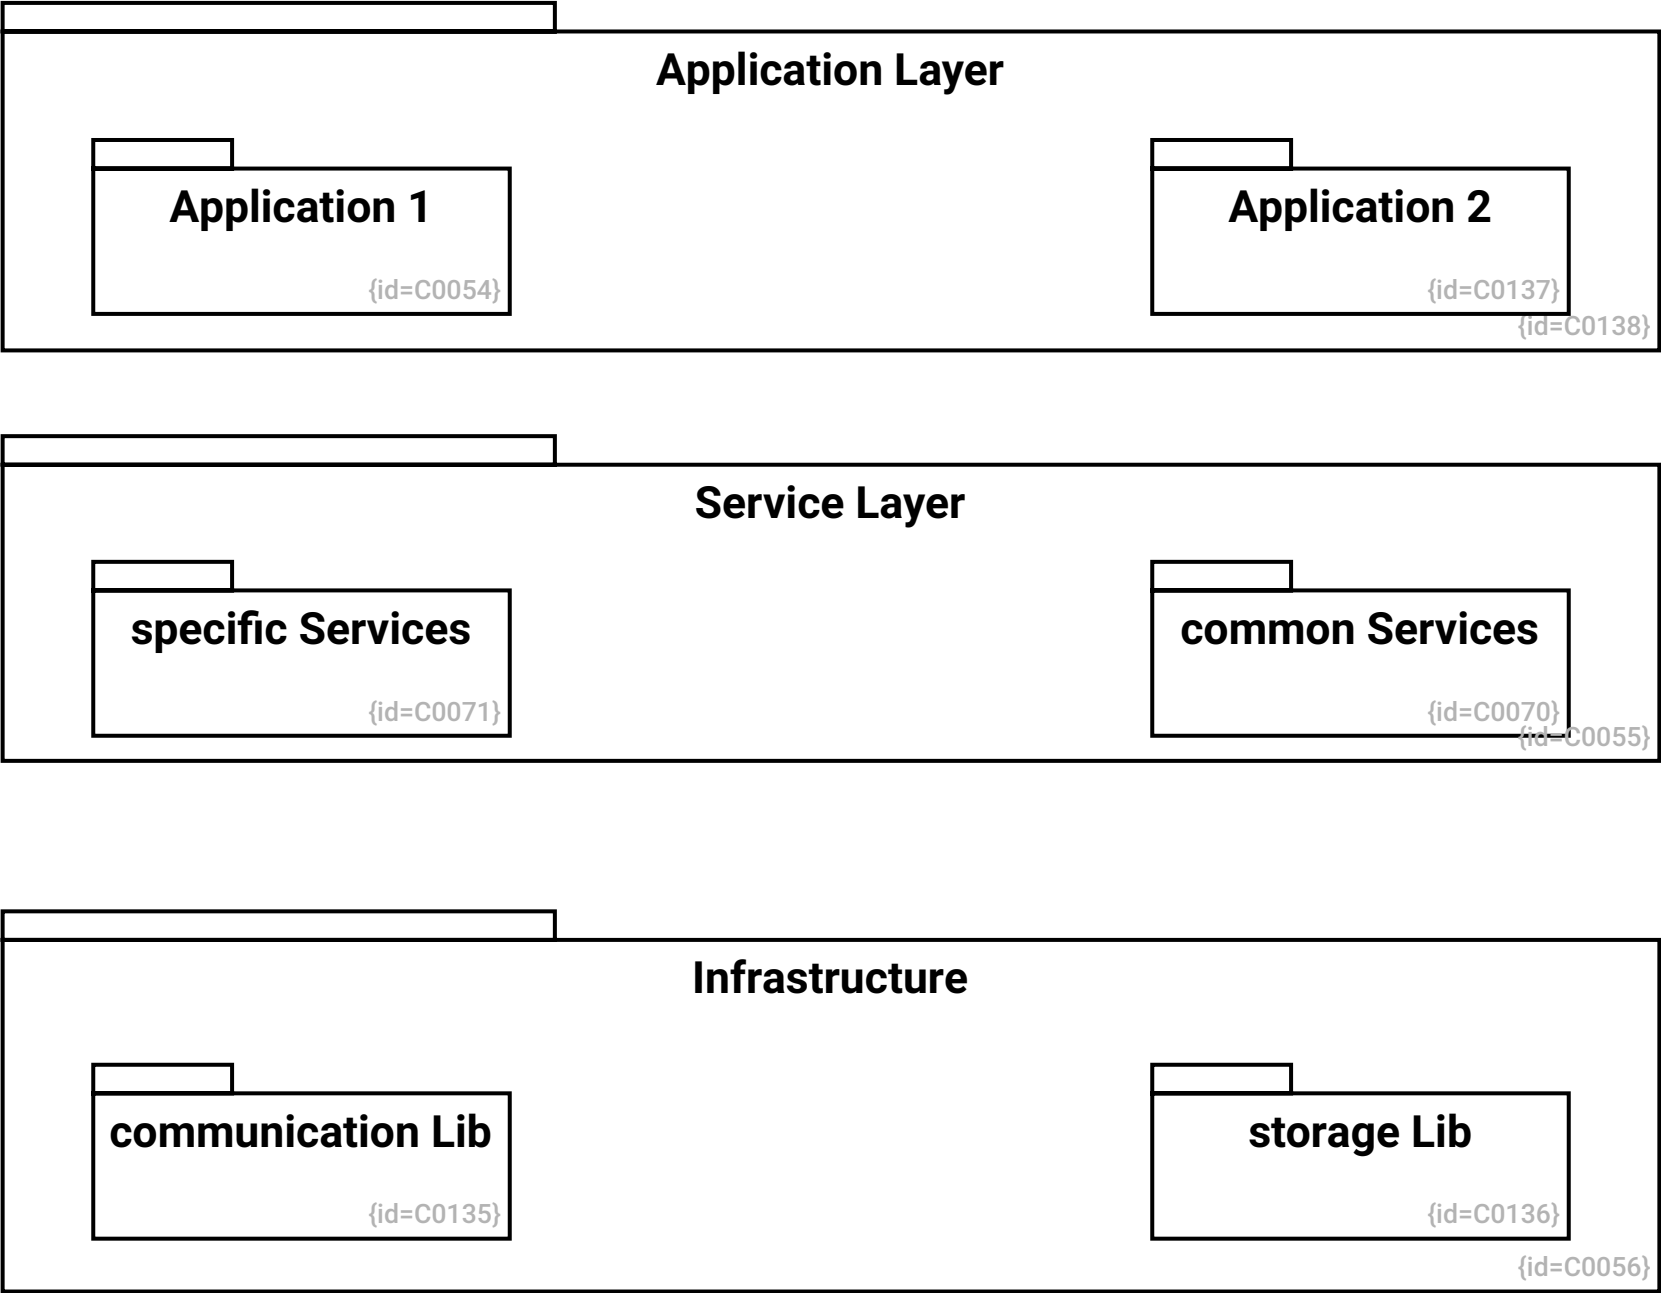 Application Layer
Application 1
Application 2
{id=C0054}
{id=C0137}
{id=C0138}
Service Layer
specific Services
common Services
{id=C0071}
{id=C0070}
{id=C0055}
Infrastructure
communication Lib
storage Lib
{id=C0135}
{id=C0136}
{id=C0056}